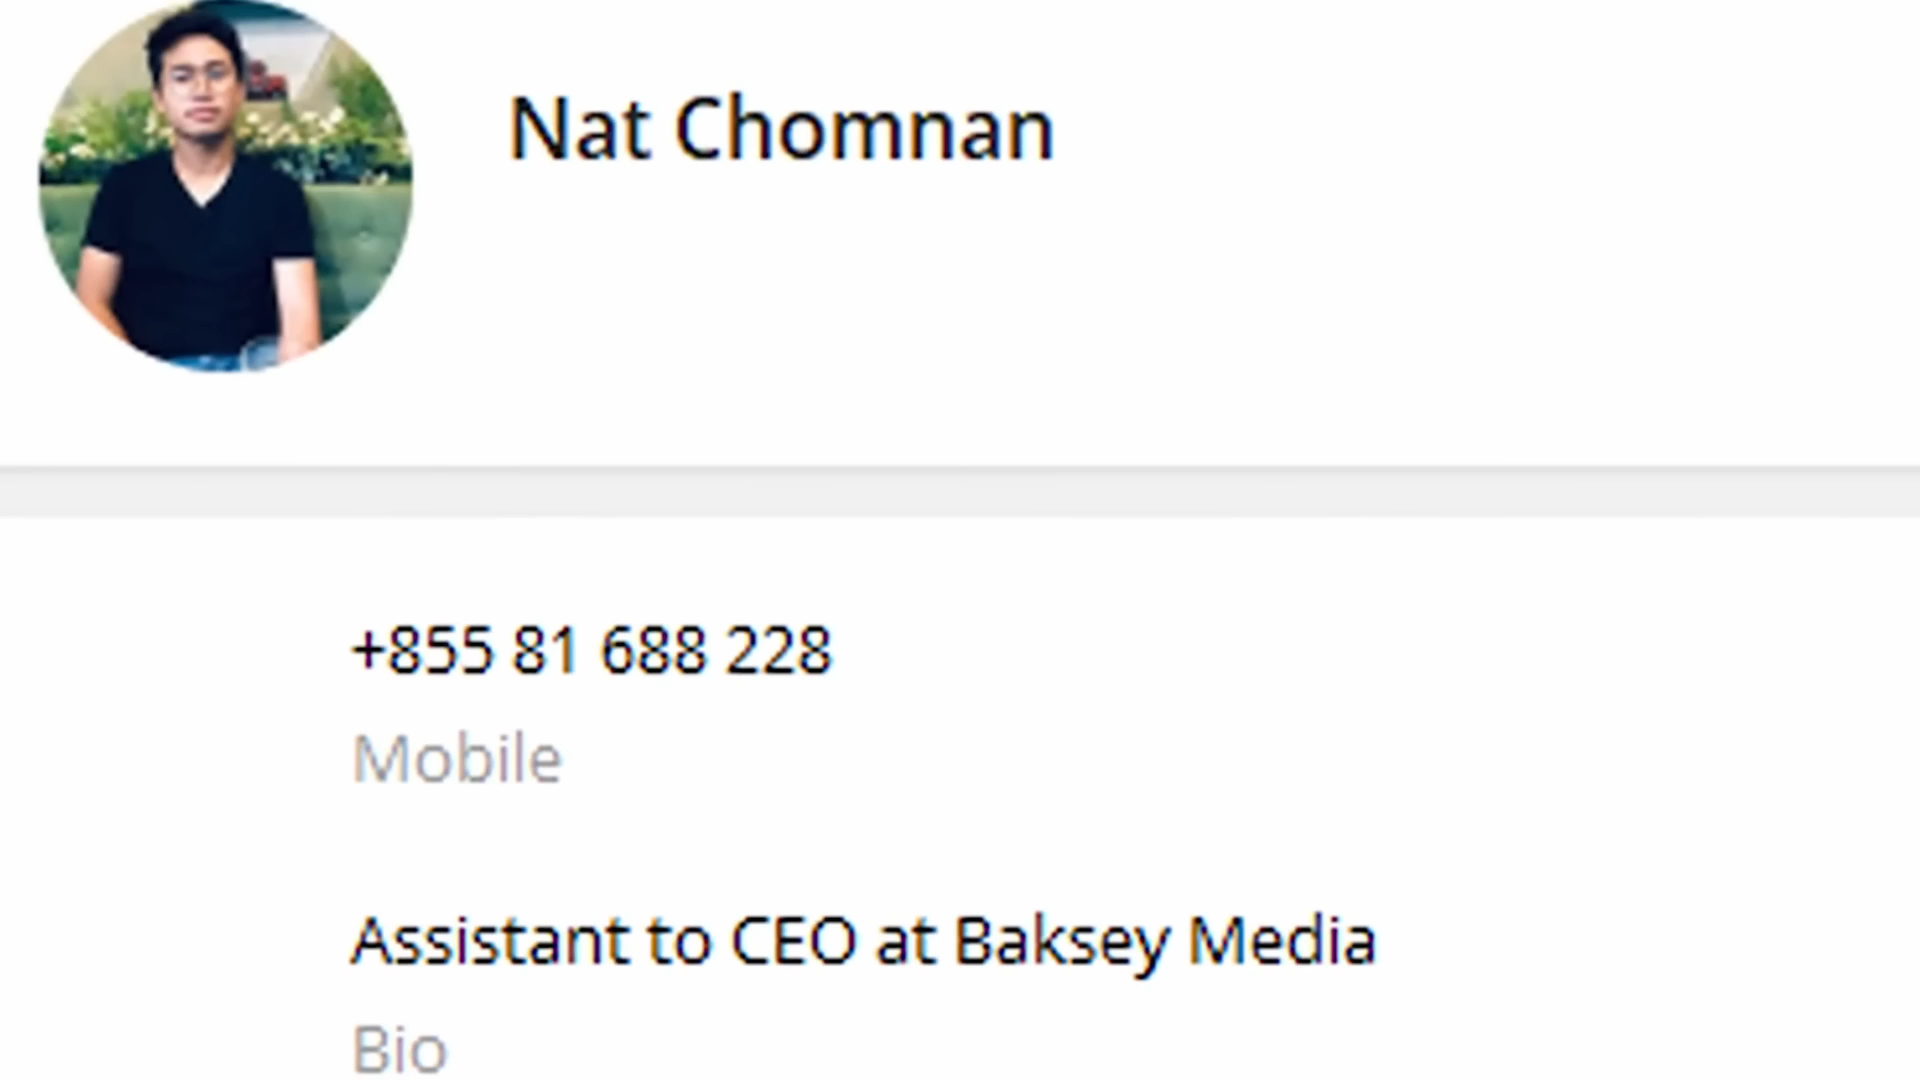 Nat Chomnan
+855 81 688 228
Mobile
Assistant to CEO at Baksey Media
Bio